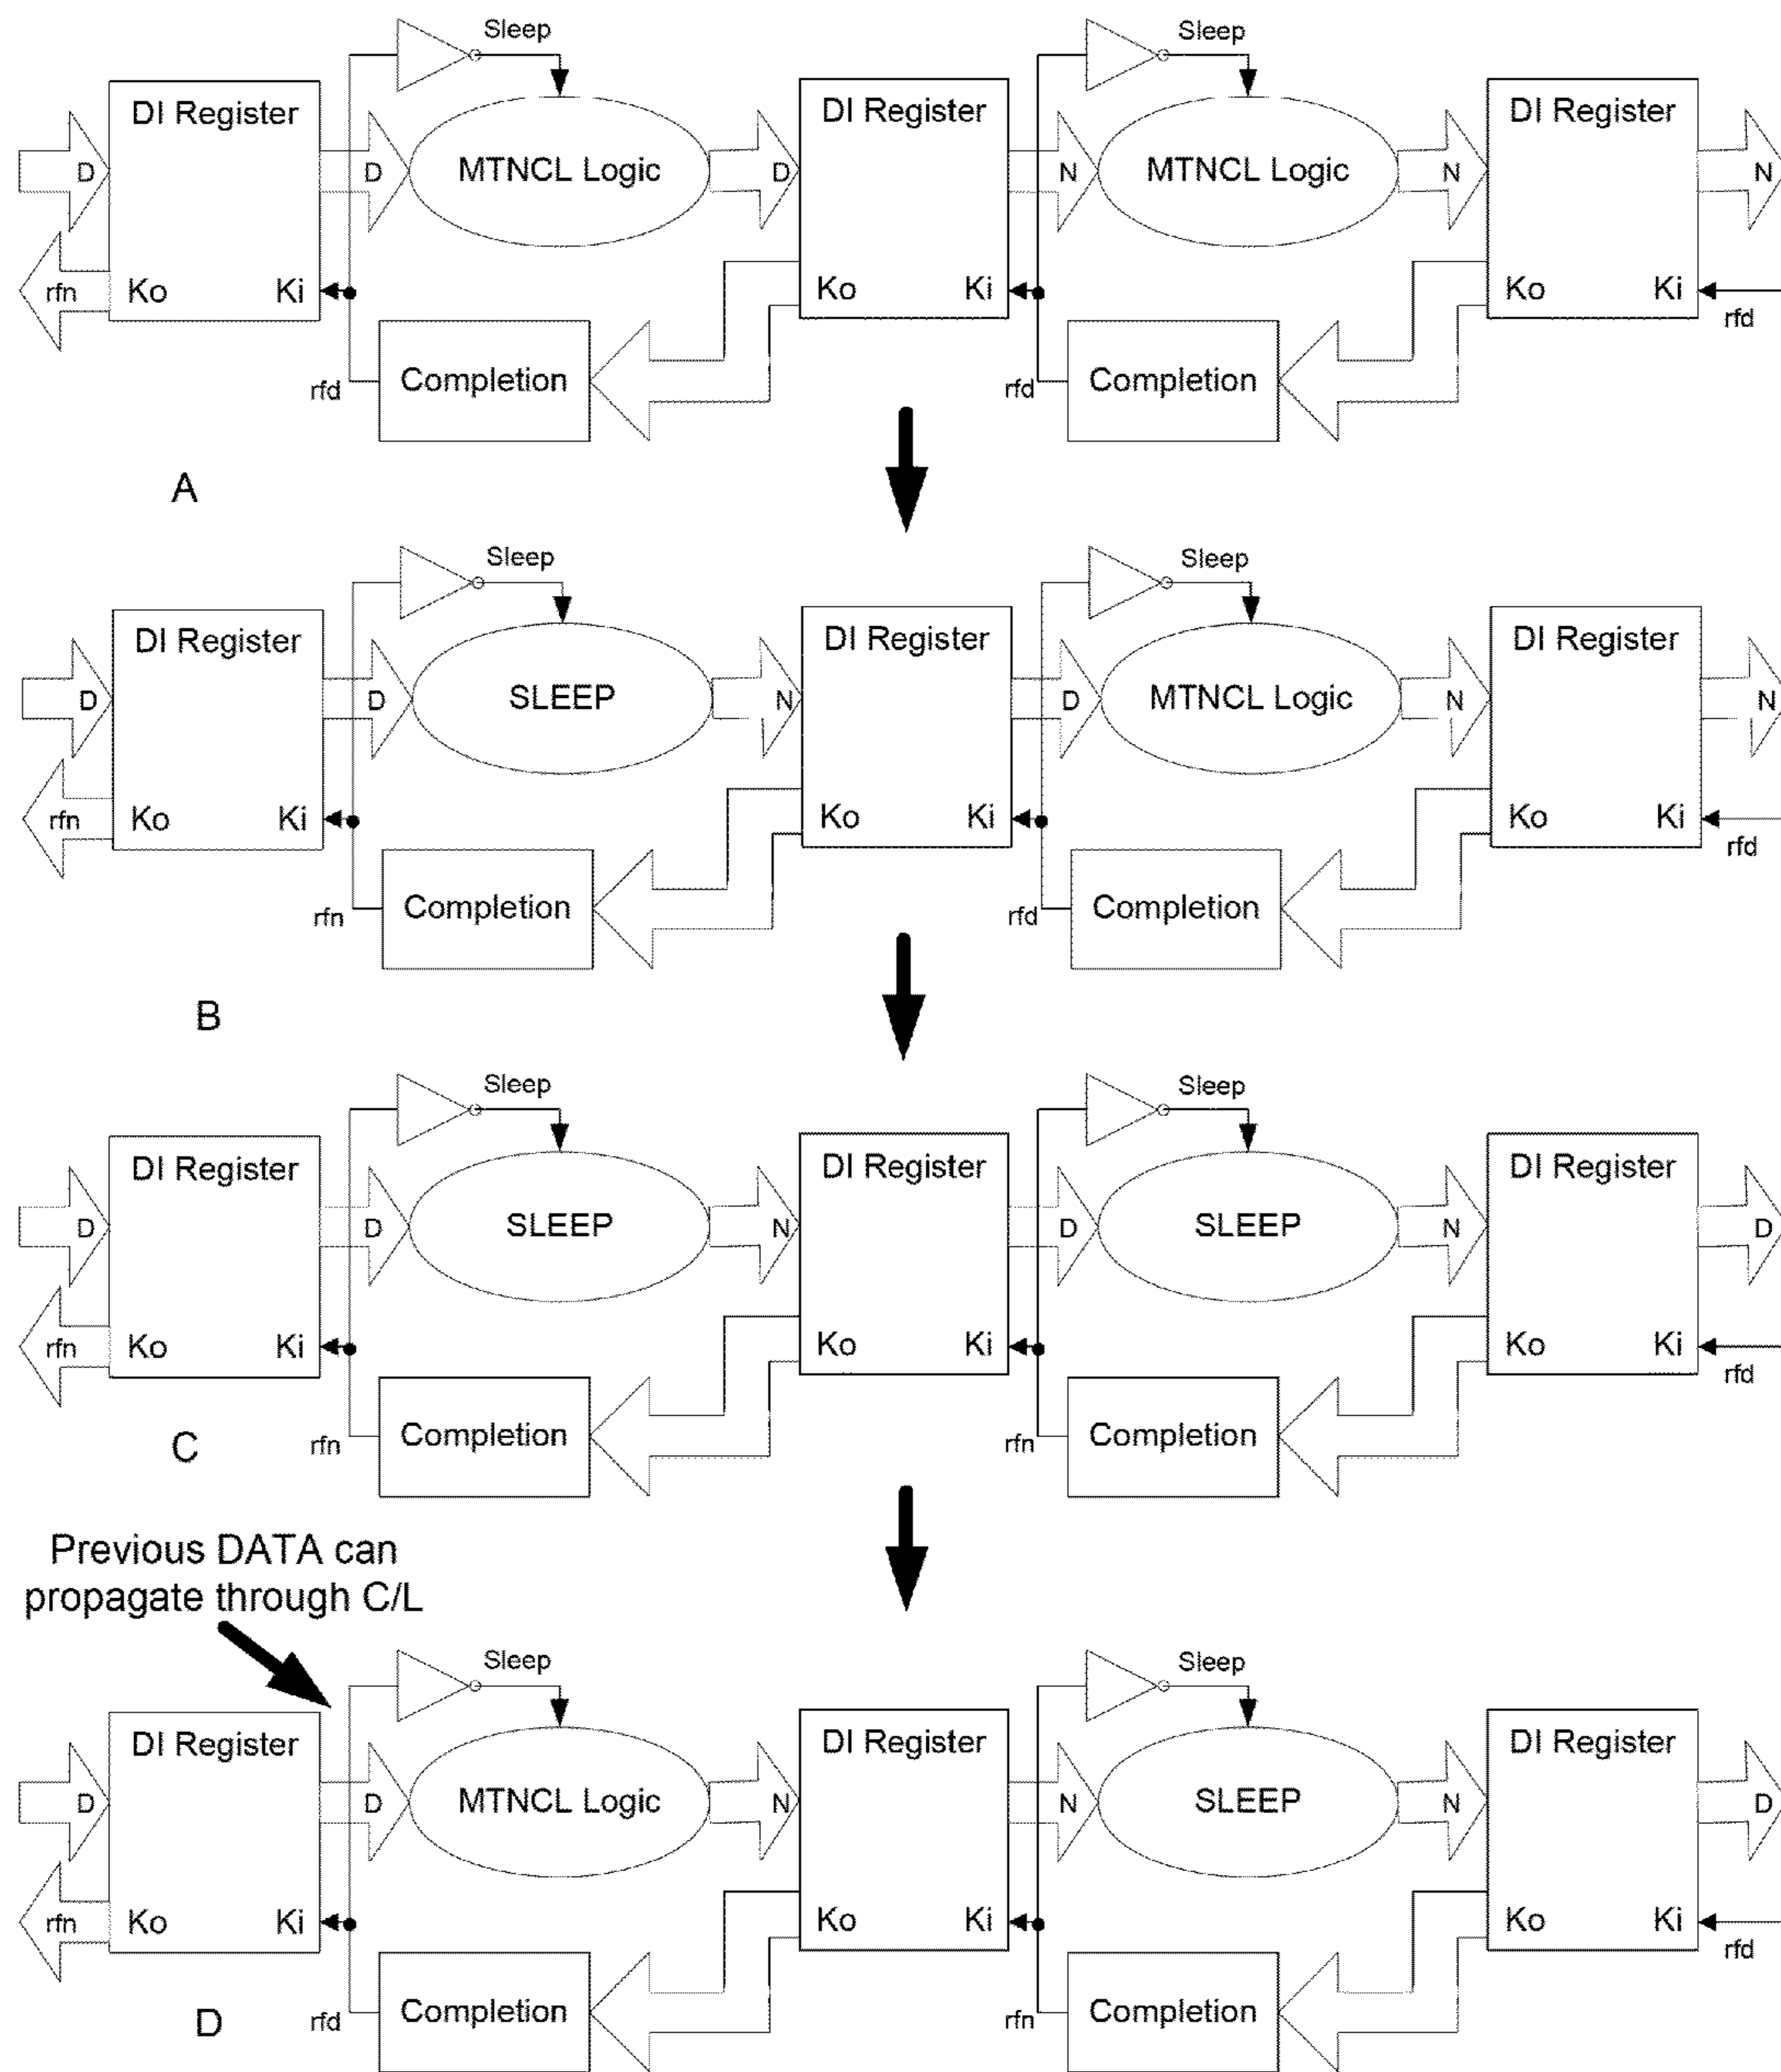 Sleep Sleep
DI Register DI Register DI Register
D D MTNCL Logic D N MTNCL Logic N N
rfn Ko Ki Ko Ki Ko Ki
rfd Completion rfd Completion rfd
A
Sleep Sleep
DI Register DI Register DI Register
D D SLEEP N D MTNCL Logic N N
rfn Ko Ki Ko Ki Ko Ki
rfn Completion rfd Completion rfd
B
Sleep Sleep
DI Register DI Register DI Register
D D SLEEP N D SLEEP N D
rfn Ko Ki Ko Ki Ko Ki
rfn Completion rfn Completion rfd
C
Previous DATA can
propagate through C/L
Sleep Sleep
DI Register DI Register DI Register
D D MTNCL Logic N N SLEEP N D
rfn Ko Ki Ko Ki Ko Ki
rfd Completion rfn Completion rfd
D